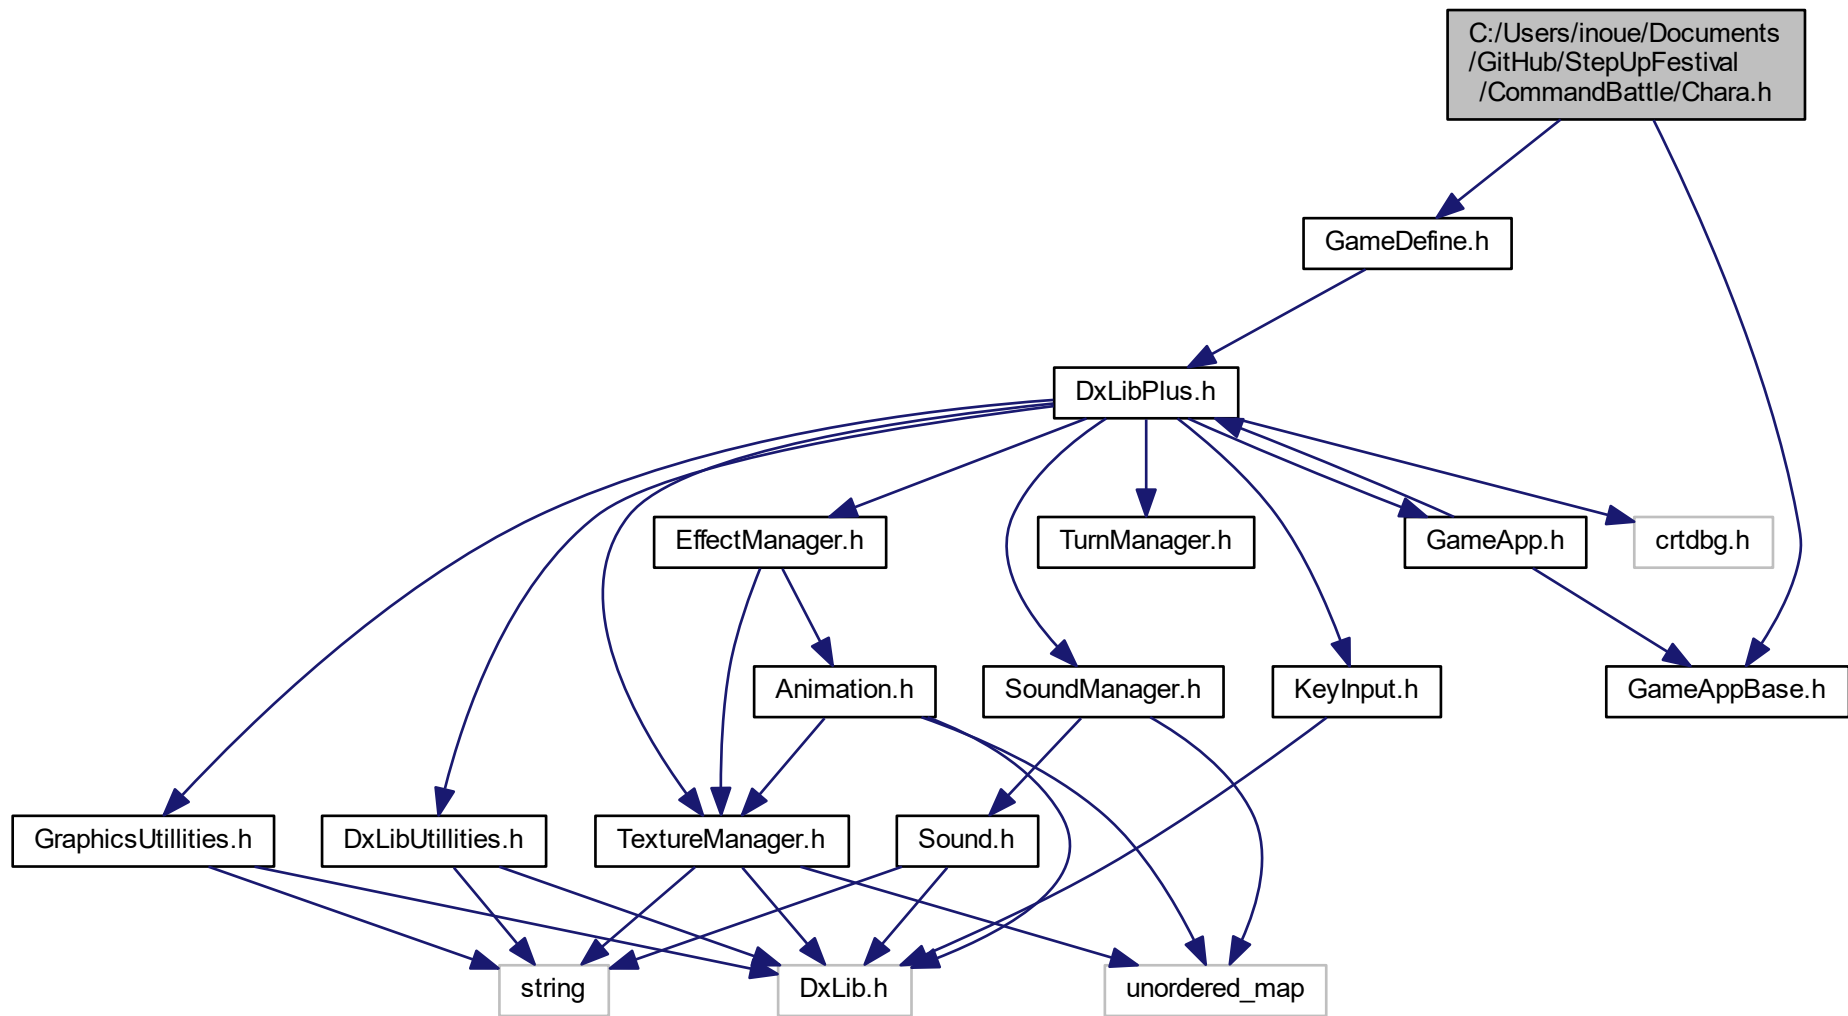 C:/Users/inoue/Documents
/GitHub/StepUpFestival
/CommandBattle/Chara.h
GameDefine.h
DxLibPlus.h
EffectManager.h
TurnManager.h
GameApp.h
crtdbg.h
Animation.h
SoundManager.h
KeyInput.h
GameAppBase.h
GraphicsUtillities.h
DxLibUtillities.h
TextureManager.h
Sound.h
string
DxLib.h
unordered_map